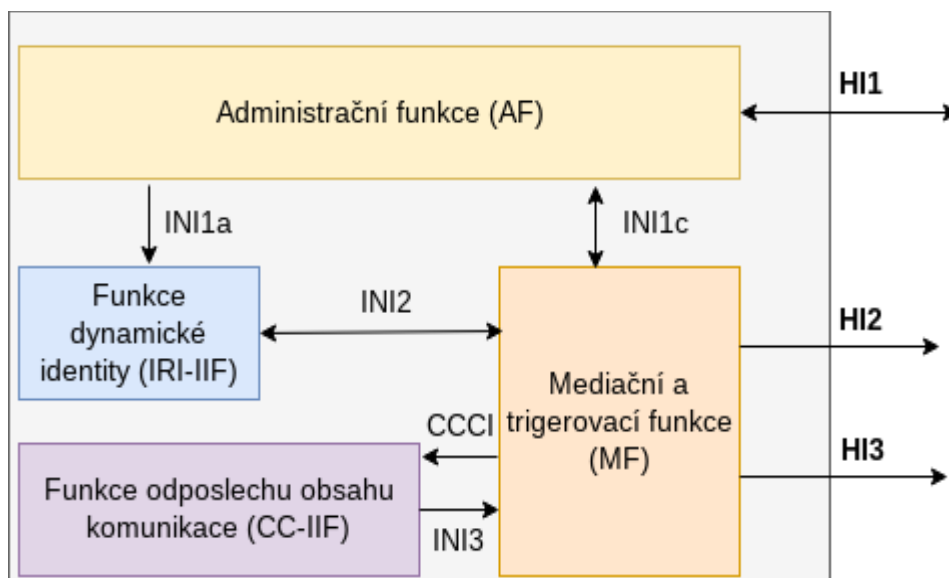 HI1
Administrační funkce (AF)
INI1a
INI1c
Funkce
dynamické
identity (IRI-IIF)
INI2
HI2
Mediační a
trigerovací funkce
(MF)
CCCI
HI3
Funkce odposlechu obsahu
komunikace (CC-IIF)
INI3